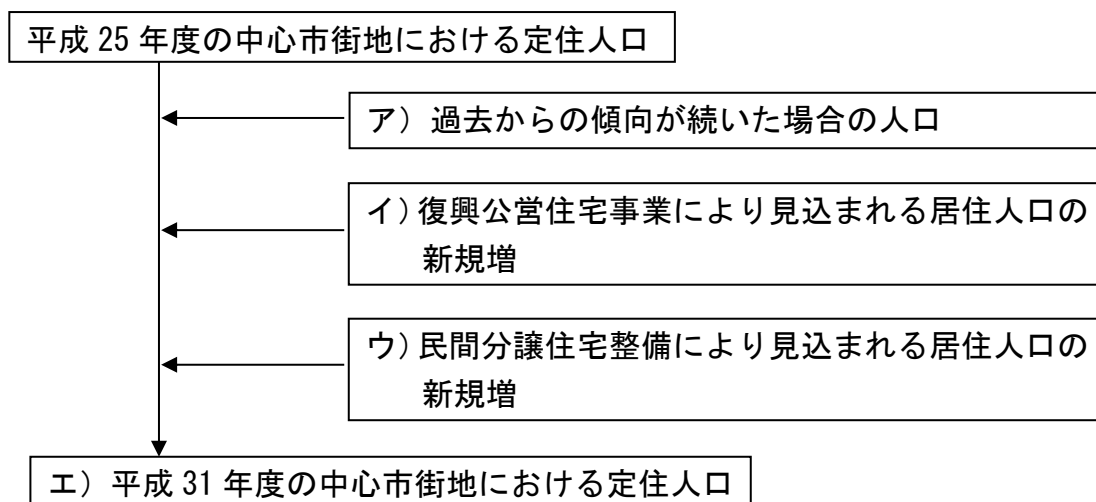 平成 25 年度の中心市街地における定住人口
ア）過去からの傾向が続いた場合の人口
イ）復興公営住宅事業により見込まれる居住人口の
新規増
ウ）民間分譲住宅整備により見込まれる居住人口の
新規増
エ）平成 31 年度の中心市街地における定住人口